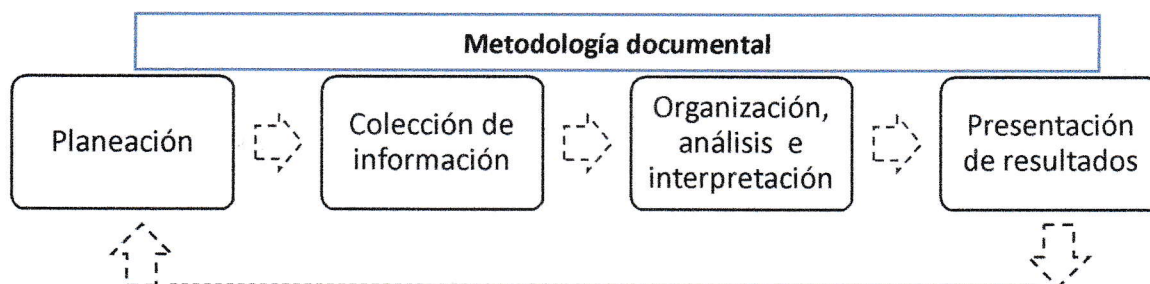 Metodología documental
Planeación
Colección de
información
Organización,
análisis e
interpretación
Presentación
de resultados